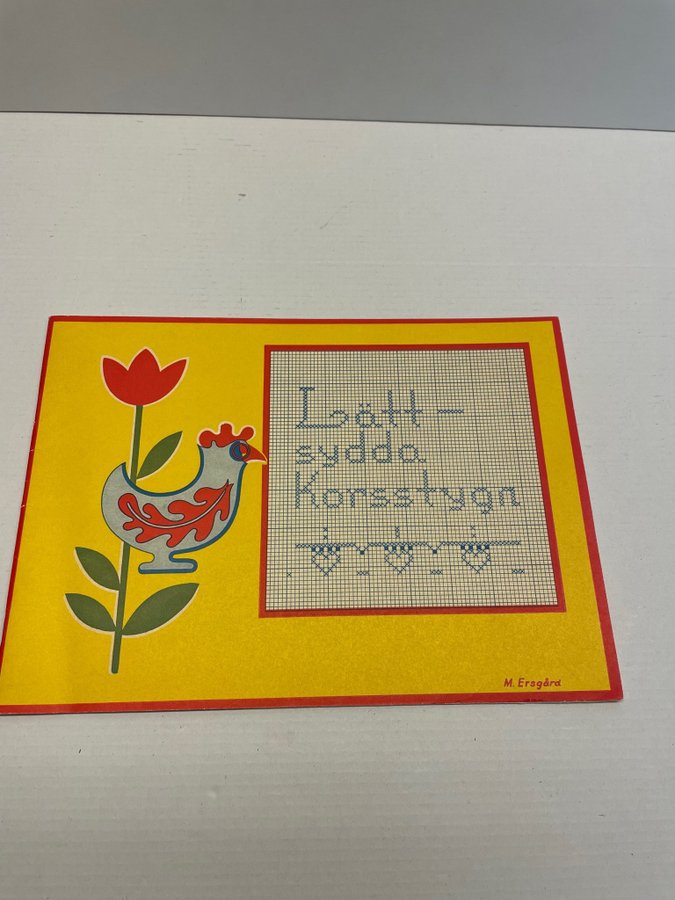 Lätt-
sydda
Korsstygn
M. Ersgård